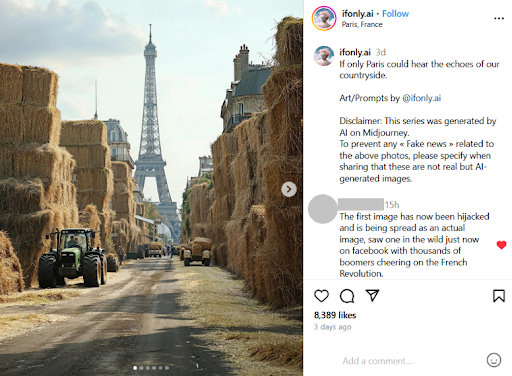 ifonly.ai • Follow
Paris, France
ifonly.ai 3d
If only Paris could hear the echoes of our
countryside.
Art/Prompts by @ifonly.ai
Disclaimer: This series was generated by
AI on Midjourney.
To prevent any « Fake news » related to
the above photos, please specify when
sharing that these are not real but AI-
generated images.
15h
The first image has now been hijacked
and is being spread as an actual
image, saw one in the wild just now
on facebook with thousands of
boomers cheering on the French
Revolution.
8,389 likes
3 days ago
Add a comment...